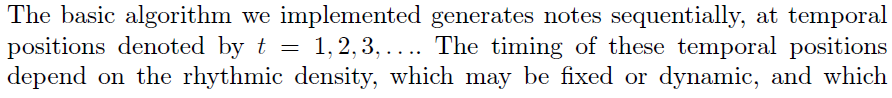 The basic algorithm we implemented generates notes sequentially, at temporal
positions denoted by t = 1, 2, 3, . . .. The timing of these temporal positions
depend on the rhythmic density, which may be fixed or dynamic, and which